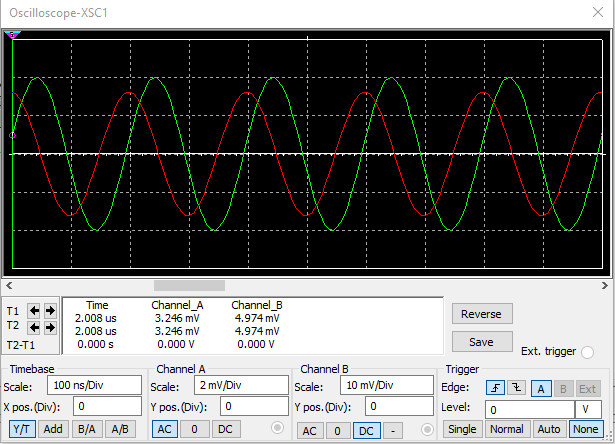 Oscilloscope-XSC1
T1
T2
T2-T1
Time Channel_A Channel_B
2.008 us 3.246 mV 4.974 mV
2.008 us 3.246 mV 4.974 mV
0.000 s 0.000 V 0.000 V
Reverse
Save
Ext. trigger
Timebase
Scale: 100 ns/Div
X pos.(Div): 0
Y/T Add B/A A/B
Channel A
Scale: 2 mV/Div
Y pos.(Div): 0
AC 0 DC
Channel B
Scale: 10 mV/Div
Y pos.(Div): 0
AC 0 DC -
Trigger
Edge: A B Ext
Level: 0 V
Single Normal Auto None